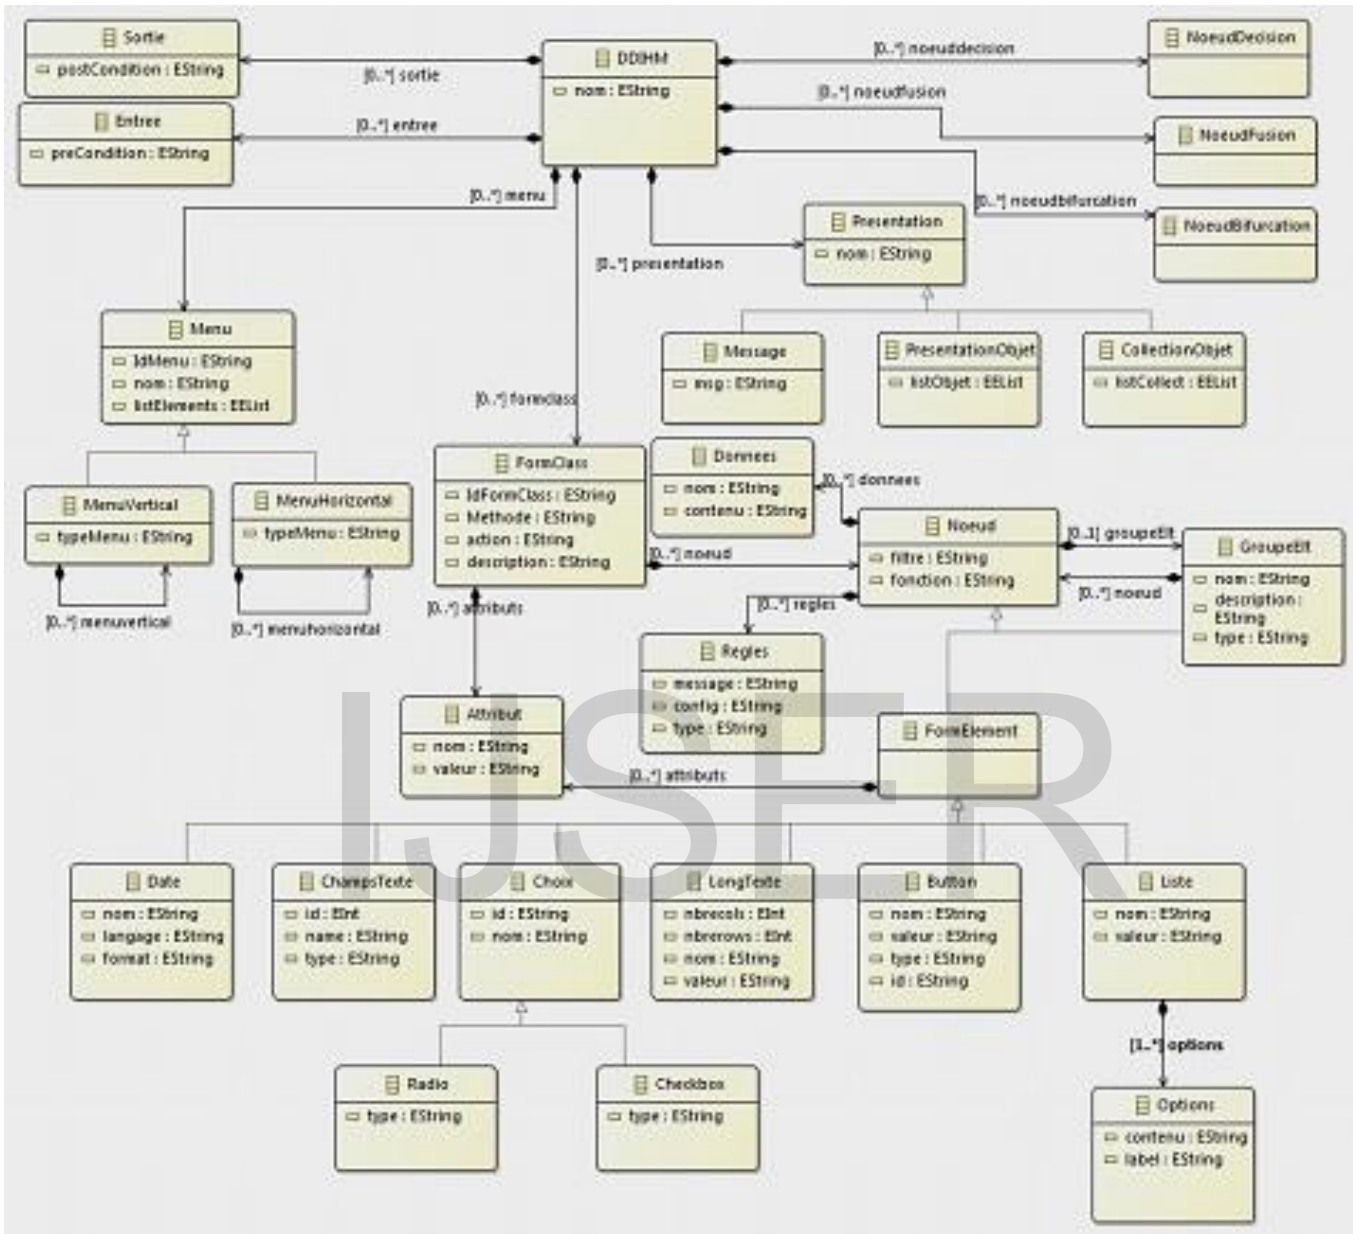 Sortie
postCondition : EString
[0..*] sortie
DDIHM
nom : EString
[0..*] noeuddecision
NoeudDecision
[0..*] noeudfusion
NoeudFusion
Entree
preCondition : EString
[0..*] entree
[0..*] noeudbifurcation
NoeudBifurcation
[0..*] menu
Presentation
nom : EString
[0..*] presentation
Menu
IdMenu : EString
nom : EString
listElements : EEList
Message
msg : EString
PresentationObjet
listObjet : EEList
CollectionObjet
listCollect : EEList
[0..*] formclass
MenuVertical
typeMenu : EString
[0..*] menuvertical
MenuHorizontal
typeMenu : EString
[0..*] menuhorizontal
FormClass
IdFormClass : EString
Methode : EString
action : EString
description : EString
Donnees
nom : EString
contenu : EString
[0..*] donnees
[0..*] noeud
Noeud
filtre : EString
fonction : EString
[0..1] groupeElt
[0..*] noeud
GroupeElt
nom : EString
description :
EString
type : EString
[0..*] attributs
[0..*] regles
Regles
message : EString
config : EString
type : EString
Attribut
nom : EString
valeur : EString
[0..*] attributs
FormElement
IJSER
Date
nom : EString
langage : EString
format : EString
ChampsTexte
id : EInt
name : EString
type : EString
Choix
id : EString
nom : EString
LongTexte
nbrecols : EInt
nbrerows : EInt
nom : EString
valeur : EString
Button
nom : EString
valeur : EString
type : EString
id : EString
Liste
nom : EString
valeur : EString
[1..*] options
Radio
type : EString
Checkbox
type : EString
Options
contenu : EString
label : EString